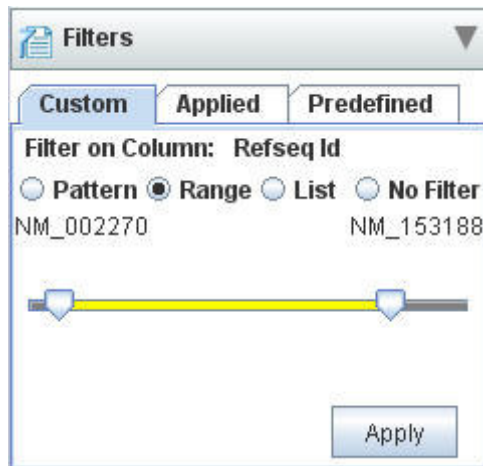 Filters
Custom Applied Predefined
Filter on Column: Refseq Id
Pattern Range List No Filter
NM_002270 NM_153188
Apply